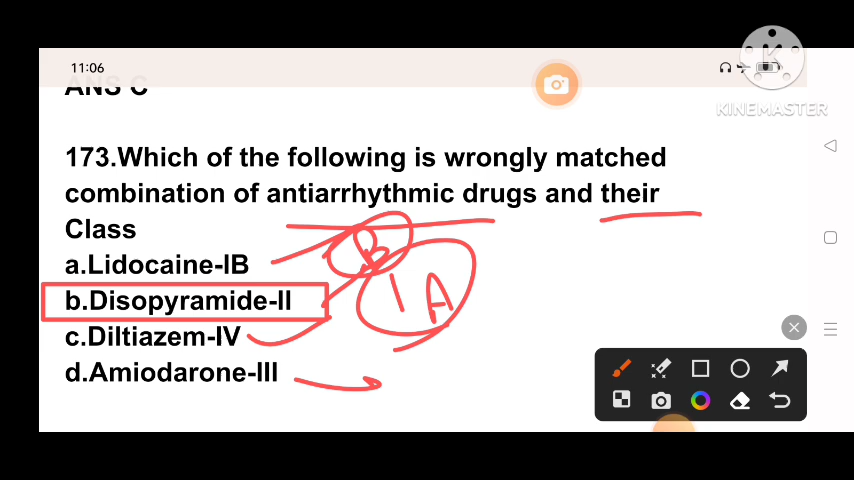 11:06
ANS C
KINEMASTER
173.Which of the following is wrongly matched
combination of antiarrhythmic drugs and their
Class
a.Lidocaine-IB
B
b.Disopyramide-II
1A
c.Diltiazem-IV
d.Amiodarone-III